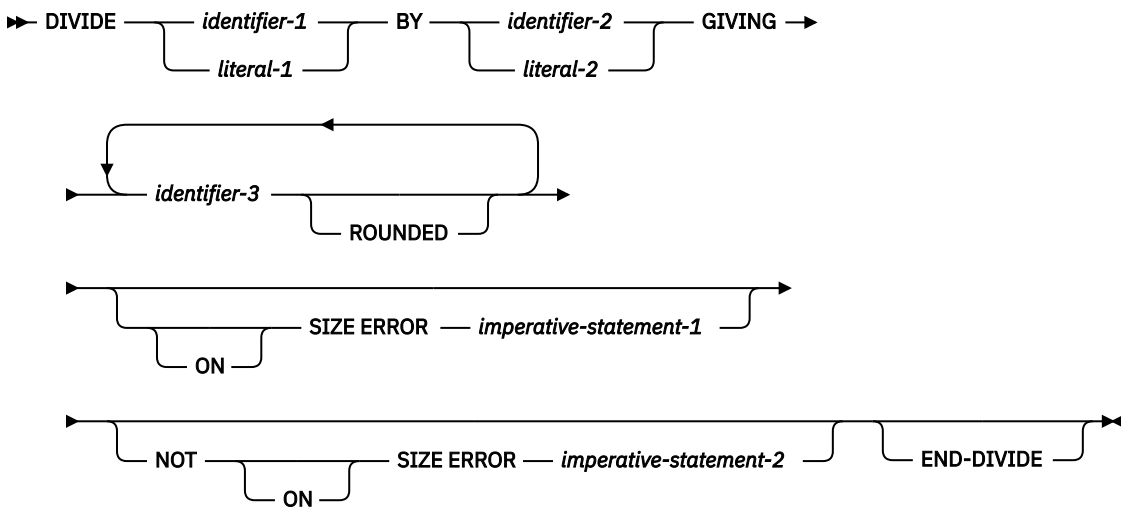 DIVIDE identifier-1 BY identifier-2 GIVING
literal-1 literal-2
identifier-3
ROUNDED
SIZE ERROR imperative-statement-1
ON
NOT SIZE ERROR imperative-statement-2 END-DIVIDE
ON